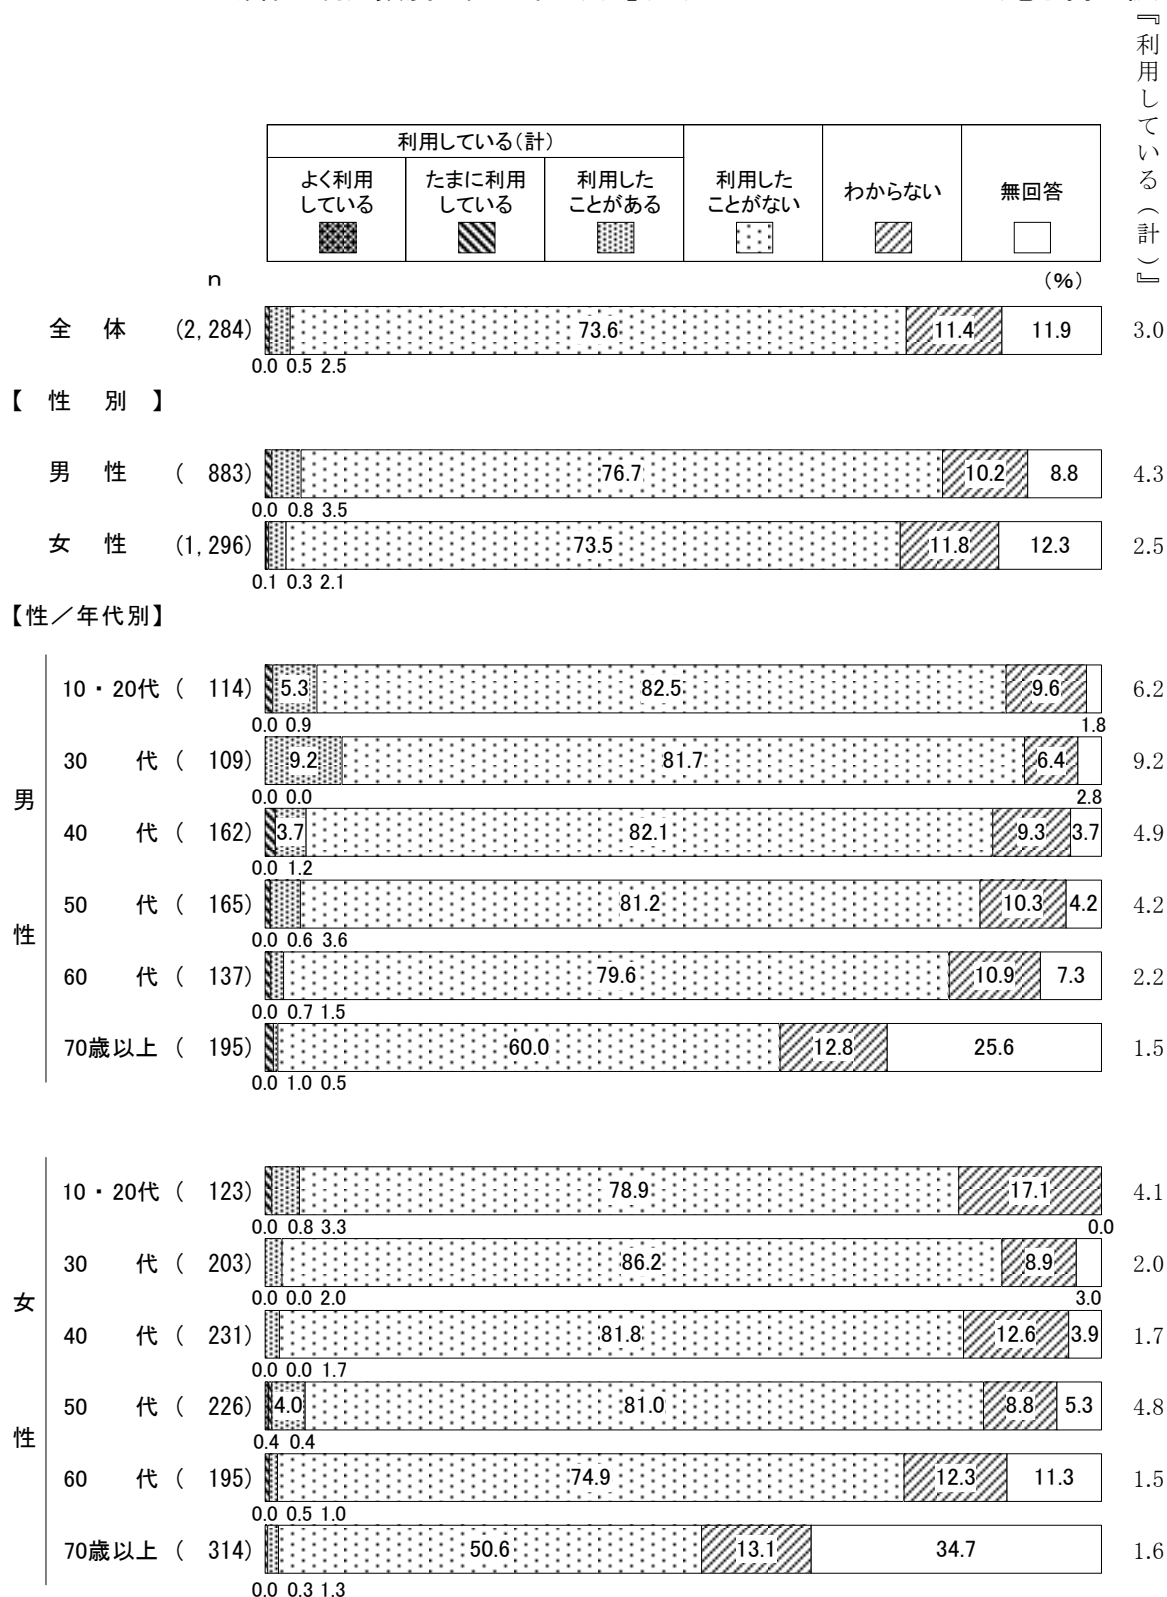 『利用している（計）』
利用している（計）
よく利用
している
たまに利用
している
利用した
ことがある
利用した
ことがない
わからない
無回答
n (%)
全 体 (2,284) 73.6 11.4 11.9 3.0
0.0 0.5 2.5
【 性 別 】
男 性 ( 883) 76.7 10.2 8.8 4.3
0.0 0.8 3.5
女 性 (1,296) 73.5 11.8 12.3 2.5
0.1 0.3 2.1
【性／年代別】
男性
10・20代 ( 114) 5.3 82.5 9.6 6.2
0.0 0.9 1.8
30 代 ( 109) 9.2 81.7 6.4 9.2
0.0 0.0 2.8
40 代 ( 162) 3.7 82.1 9.3 3.7 4.9
0.0 1.2
50 代 ( 165) 81.2 10.3 4.2 4.2
0.0 0.6 3.6
60 代 ( 137) 79.6 10.9 7.3 2.2
0.0 0.7 1.5
70歳以上 ( 195) 60.0 12.8 25.6 1.5
0.0 1.0 0.5
女性
10・20代 ( 123) 78.9 17.1 4.1
0.0 0.8 3.3 0.0
30 代 ( 203) 86.2 8.9 2.0
0.0 0.0 2.0 3.0
40 代 ( 231) 81.8 12.6 3.9 1.7
0.0 0.0 1.7
50 代 ( 226) 4.0 81.0 8.8 5.3 4.8
0.4 0.4
60 代 ( 195) 74.9 12.3 11.3 1.5
0.0 0.5 1.0
70歳以上 ( 314) 50.6 13.1 34.7 1.6
0.0 0.3 1.3